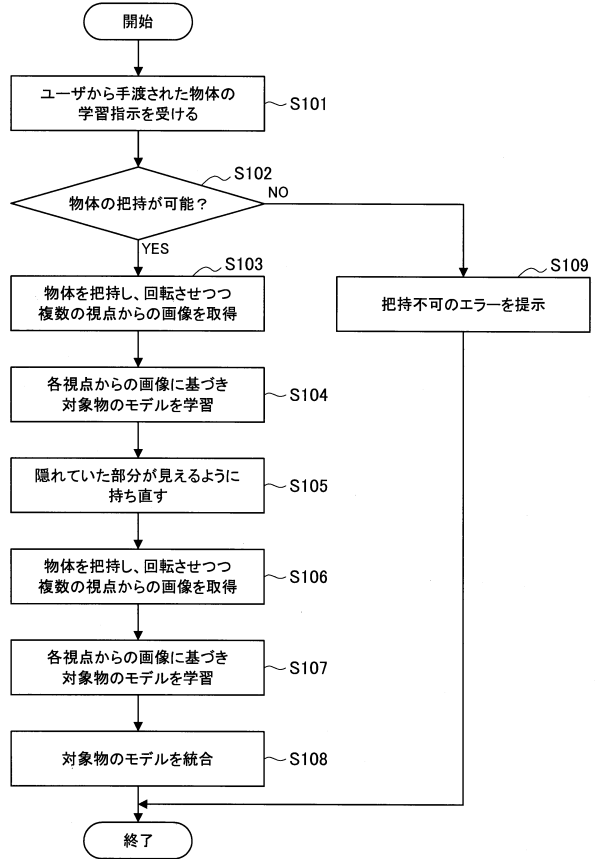 開始
ユーザから手渡された物体の
学習指示を受ける
S101
S102
物体の把持が可能？
NO
YES
S103
物体を把持し、回転させつつ
複数の視点からの画像を取得
S109
把持不可のエラーを提示
各視点からの画像に基づき
対象物のモデルを学習
S104
隠れていた部分が見えるように
持ち直す
S105
物体を把持し、回転させつつ
複数の視点からの画像を取得
S106
各視点からの画像に基づき
対象物のモデルを学習
S107
対象物のモデルを統合
S108
終了